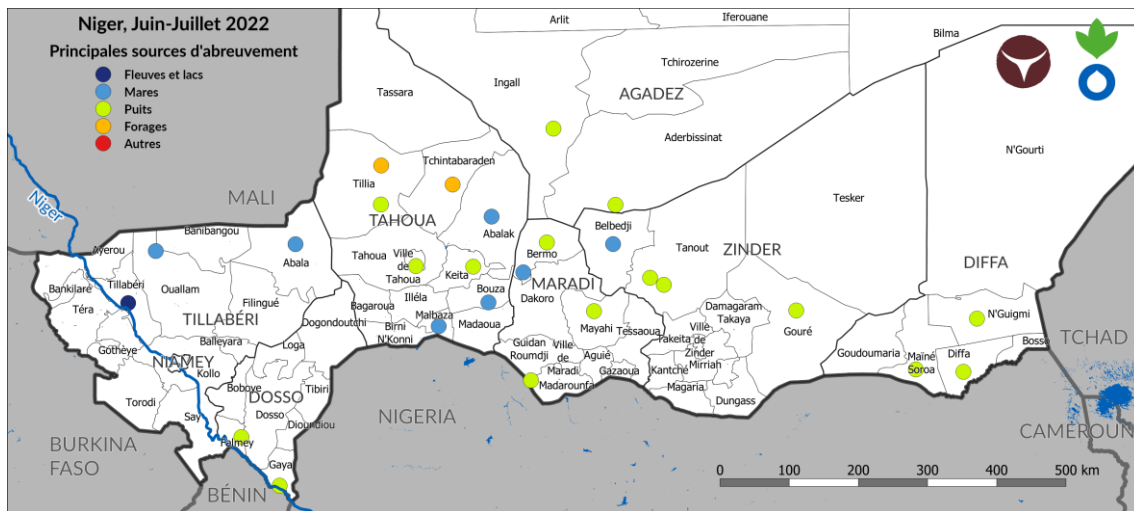 Niger, Juin-Juillet 2022
Principales sources d'abreuvement
Fleuves et lacs
Mares
Puits
Forages
Autres
Arlit
Iferouane
Bilma
Tchirozerine
Ingall
Tassara
AGADEZ
Aderbissinat
N'Gourti
Tchintabaraden
Tillia
MALI
Niger
Tesker
TAHOUA
Abalak
Belbedji
Banibangou
Ayerou
Abala
Tanout
ZINDER
Bermo
DIFFA
Tahoua
Ville
de
Tahoua
Keita
Tillabéri
Ouallam
Bankilaré
Filingué
MARADI
Dakoro
Bouza
Bagaroua
Illéla
Téra
TILLABÉRI
Dogondoutchi
Malbaza
Birni
N'Konni
Madaoua
Mayahi
Tessaoua
Damagaram
Takaya
Gouré
N'Guigmi
TCHAD
Gothèye
Balleyara
Loga
Guidan
Roumdji
Ville
de
Maradi
Aguié
Takeita
Ville
de
Zinder
Mirriah
Goudoumaria
Maïné
Soroa
Diffa
Bosso
NIAMEY
Kollo
Gazaoua
Kantché
Madarounfa
Magaria
Dungass
Boboye
DOSSO
Tibiri
Torodi
Say
Dosso
Dioundiou
NIGERIA
CAMEROUN
BURKINA
FASO
Falmey
Gaya
BÉNIN
0 100 200 300 400 500 km